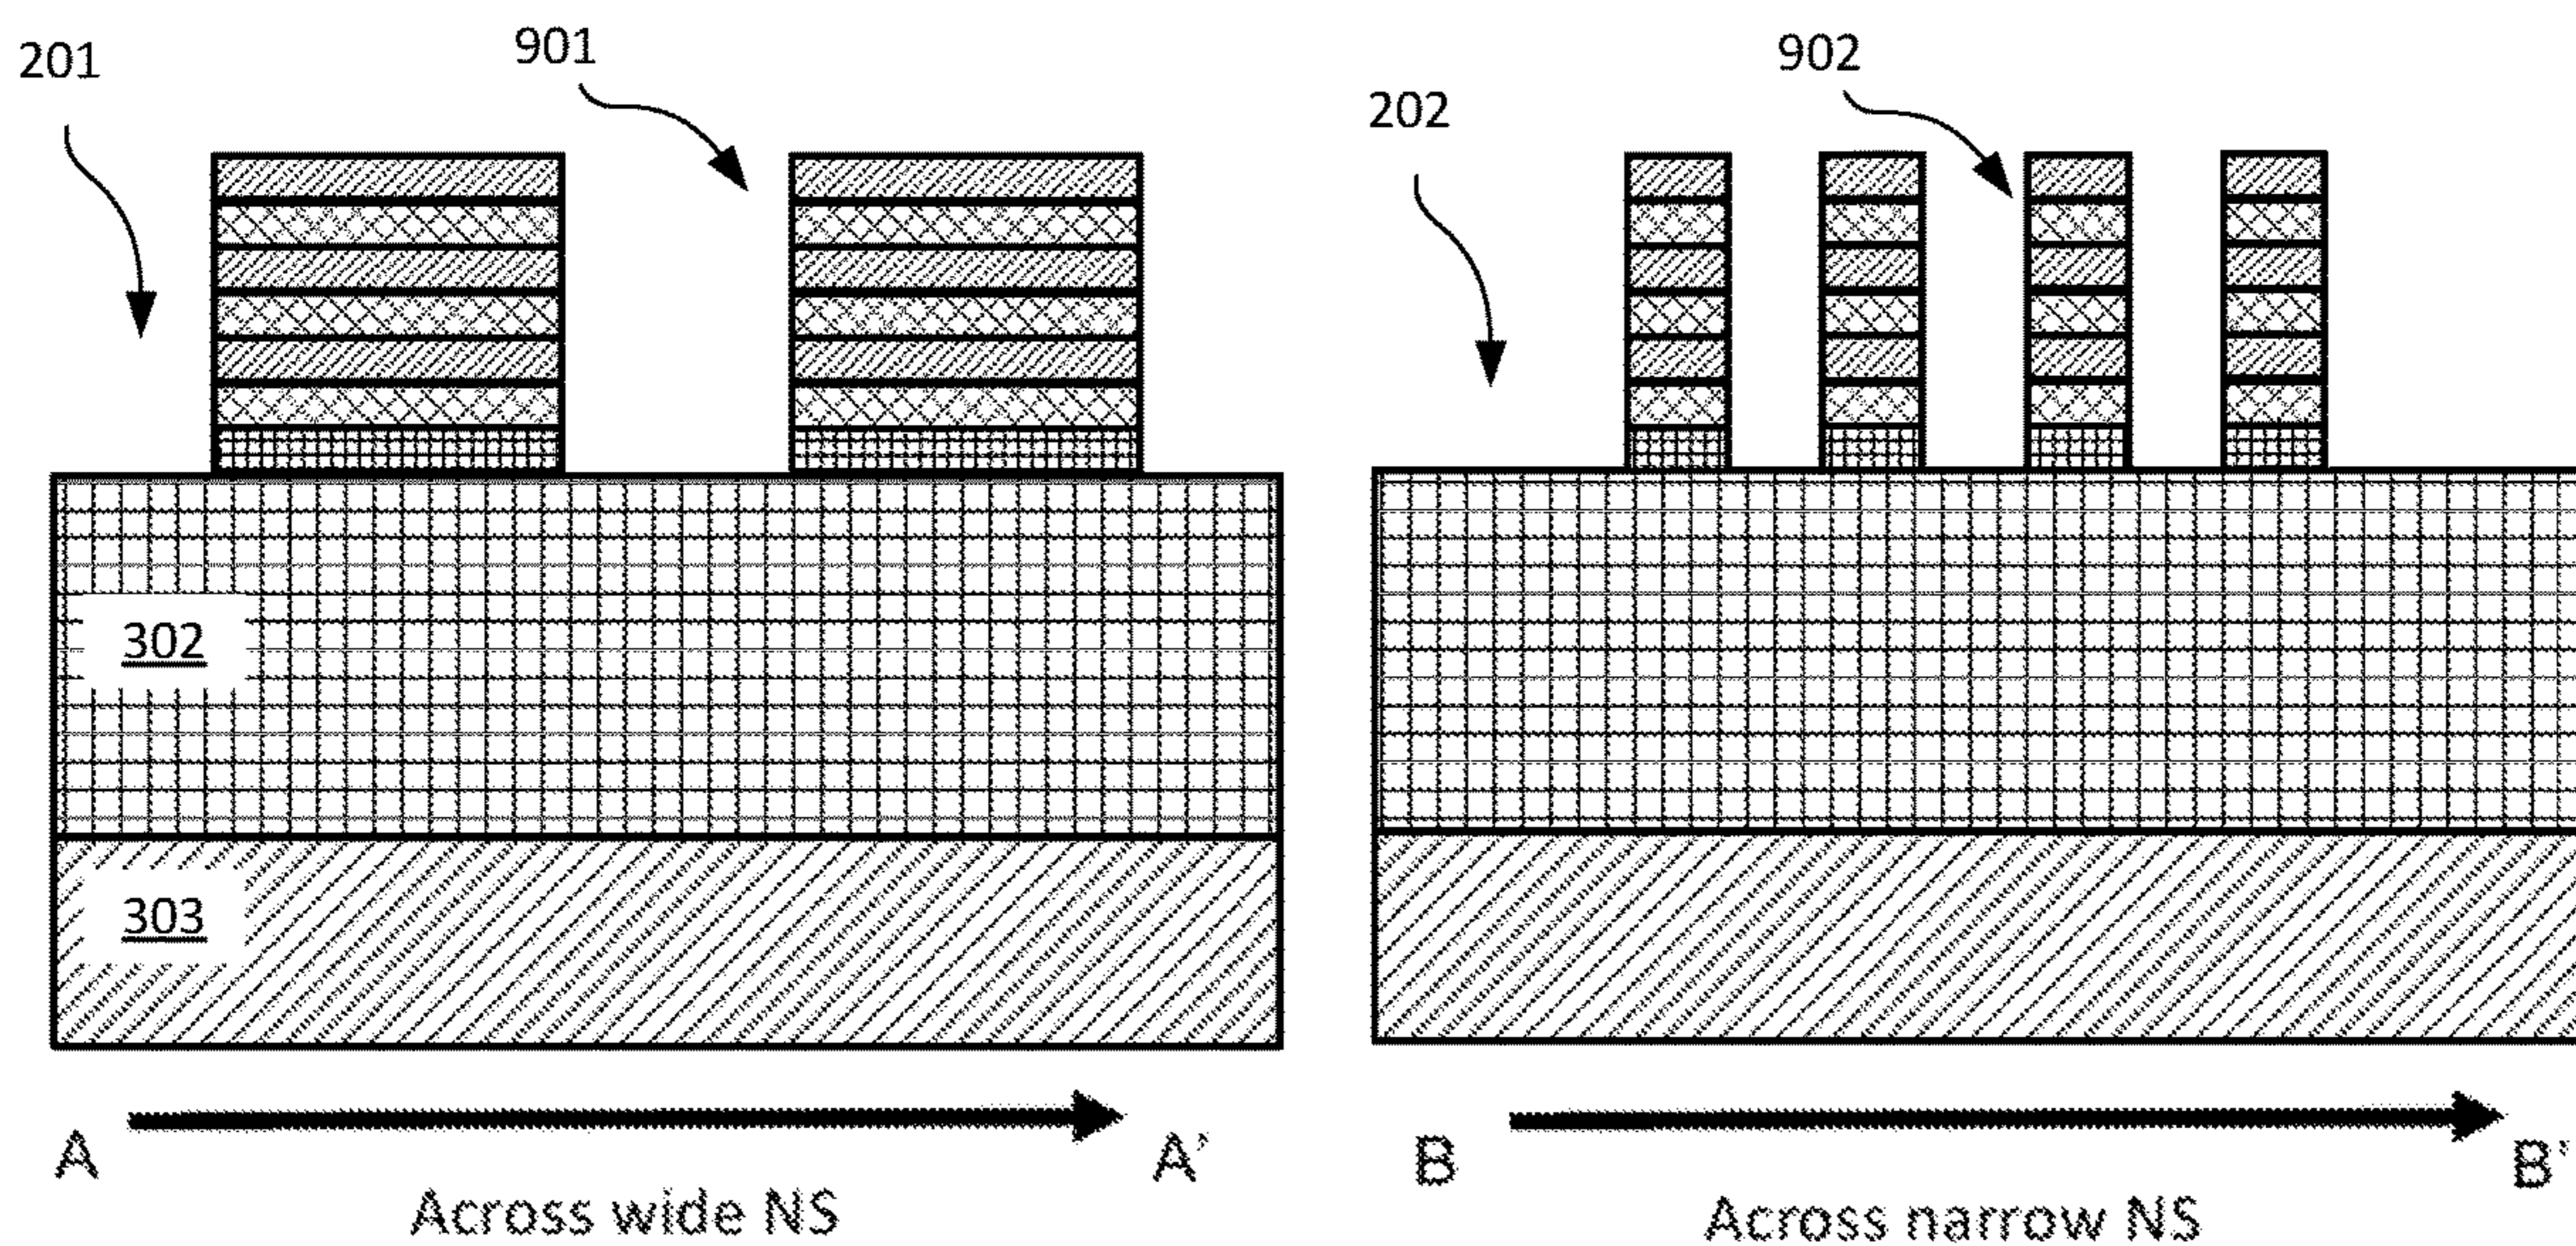 201
901
202
902
302
303
A
A'
Across wide NS
B
B'
Across narrow NS